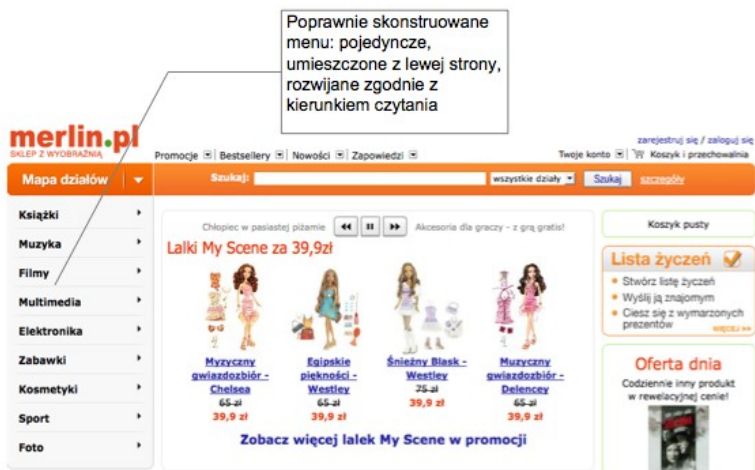 Poprawnie skonstruowane
menu: pojedyncze,
umieszczone z lewej strony,
rozwijane zgodnie z
kierunkiem czytania
merlin.pl
SKLEP Z WYOBRAŹNIĄ
zarejestruj się / zaloguj się
Promocje Bestsellery Nowości Zapowiedzi
Twoje konto Koszyk i przechowalnia
Mapa działów
Szukaj: wszystkie działy Szukaj szczegóły
Książki
Muzyka
Filmy
Multimedia
Elektronika
Zabawki
Kosmetyki
Sport
Foto
Chłopiec w pasiastej piżamie Akcesoria dla graczy - z grą gratis!
Lalki My Scene za 39,9zł
Myzyczny
gwiazdozbiór -
Chelsea
65 zł
39,9 zł
Egipskie
piękności -
Westley
65 zł
39,9 zł
Śnieżny Blask -
Westley
75 zł
39,9 zł
Muzyczny
gwiazdozbiór -
Delencey
65 zł
39,9 zł
Zobacz więcej lalek My Scene w promocji
Koszyk pusty
Lista życzeń
Stwórz listę życzeń
Wyślij ją znajomym
Ciesz się z wymarzonych
prezentów
więcej »»
Oferta dnia
Codziennie inny produkt
w rewelacyjnej cenie!